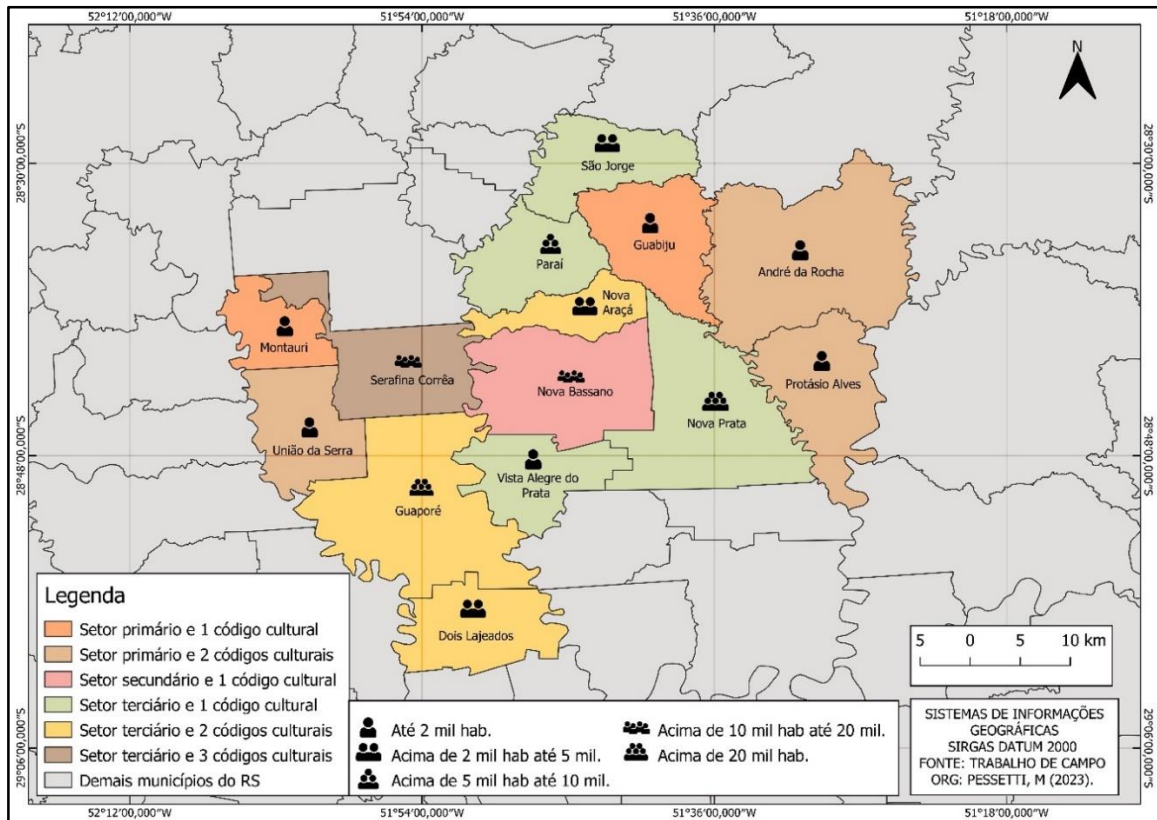 52°12'00,000"W 51°54'00,000"W 51°36'00,000"W 51°18'00,000"W
N
28°30'00,000"S
28°30'00,000"S
São Jorge
Guabiju
Paraí
André da Rocha
Nova
Araçá
Montauri
Serafina Corrêa
Nova Bassano
Protásio Alves
Nova Prata
União da Serra
28°48'00,000"S
28°48'00,000"S
Vista Alegre do
Prata
Guaporé
Dois Lajeados
Legenda
Setor primário e 1 código cultural
Setor primário e 2 códigos culturais
Setor secundário e 1 código cultural
Setor terciário e 1 código cultural
Setor terciário e 2 códigos culturais
Setor terciário e 3 códigos culturais
Demais municípios do RS
Até 2 mil hab.
Acima de 2 mil hab até 5 mil.
Acima de 5 mil hab até 10 mil.
Acima de 10 mil hab até 20 mil.
Acima de 20 mil hab.
5 0 5 10 km
SISTEMAS DE INFORMAÇÕES
GEOGRÁFICAS
SIRGAS DATUM 2000
FONTE: TRABALHO DE CAMPO
ORG: PESSETTI, M (2023).
29°06'00,000"S
29°06'00,000"S
52°12'00,000"W 51°54'00,000"W 51°36'00,000"W 51°18'00,000"W